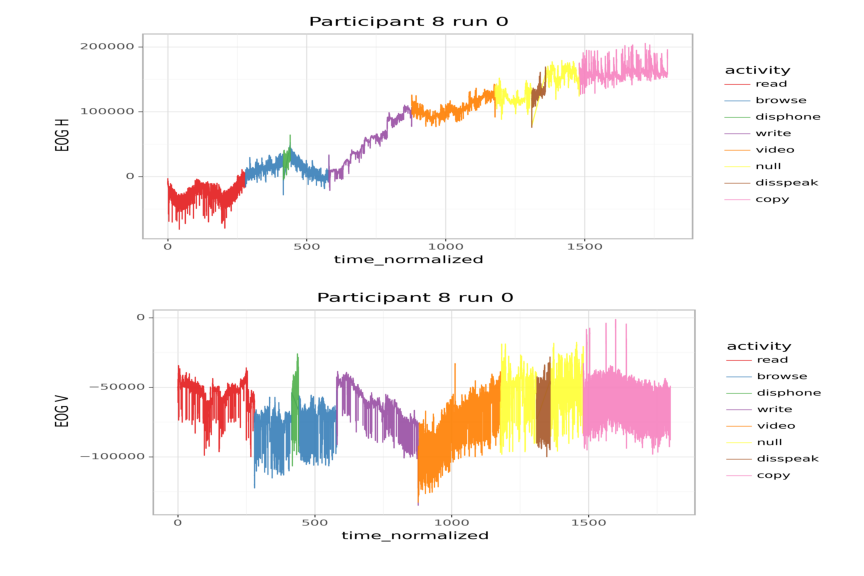 Participant 8 run 0
200000
100000
0
EOG H
0 500 1000 1500
time_normalized
activity
read
browse
disphone
write
video
null
disspeak
copy
Participant 8 run 0
0
−50000
−100000
EOG V
0 500 1000 1500
time_normalized
activity
read
browse
disphone
write
video
null
disspeak
copy